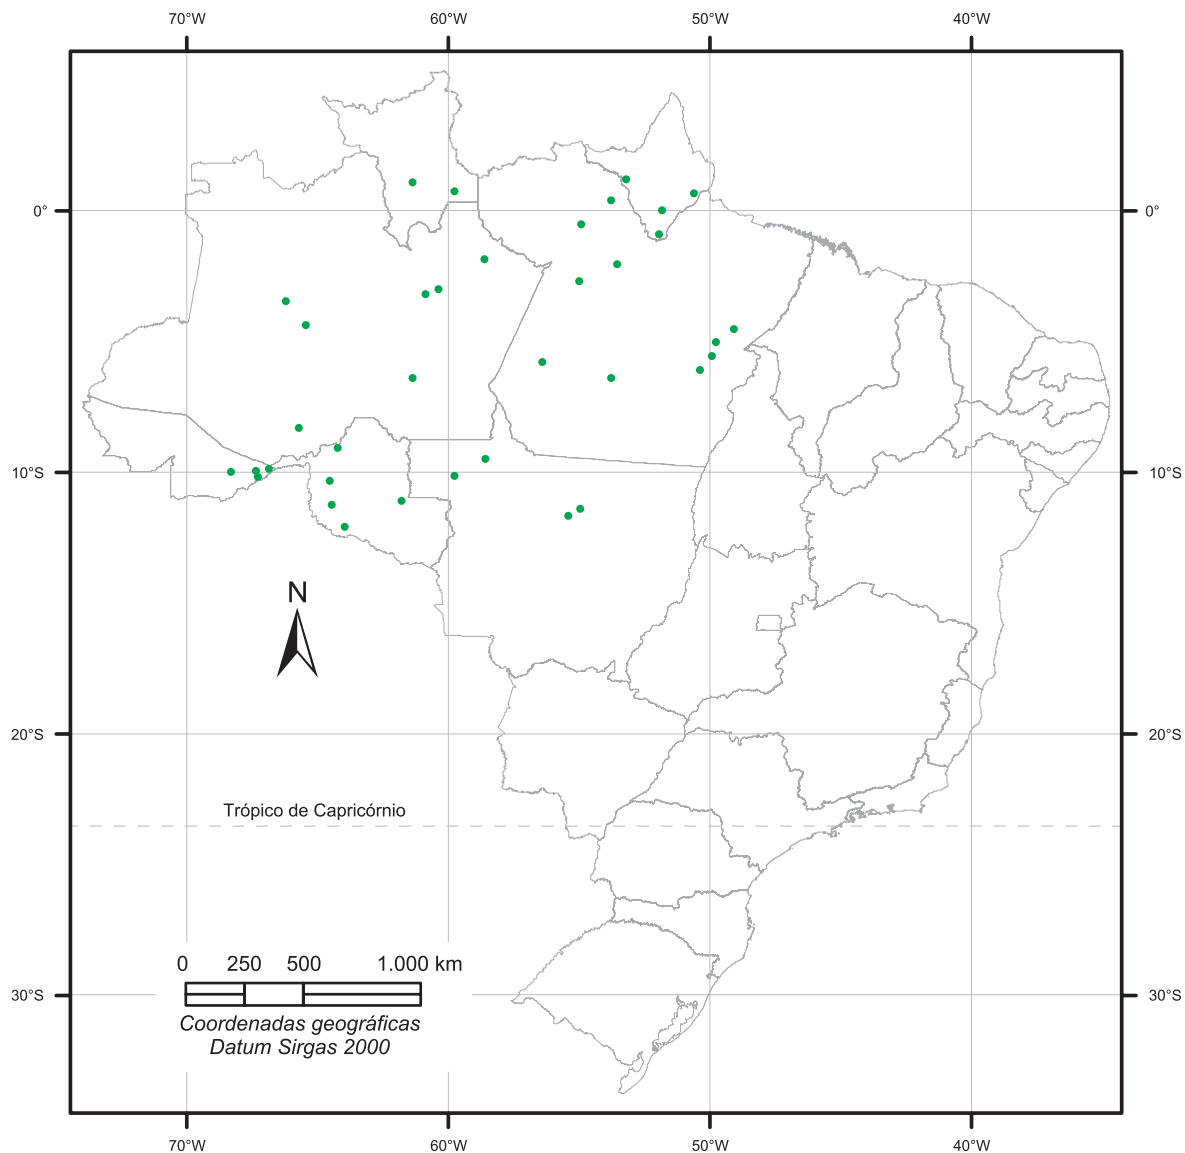 70°W 60°W 50°W 40°W
0° 0°
10°S 10°S
N
20°S 20°S
Trópico de Capricórnio
0 250 500 1.000 km
30°S 30°S
Coordenadas geográficas
Datum Sirgas 2000
70°W 60°W 50°W 40°W